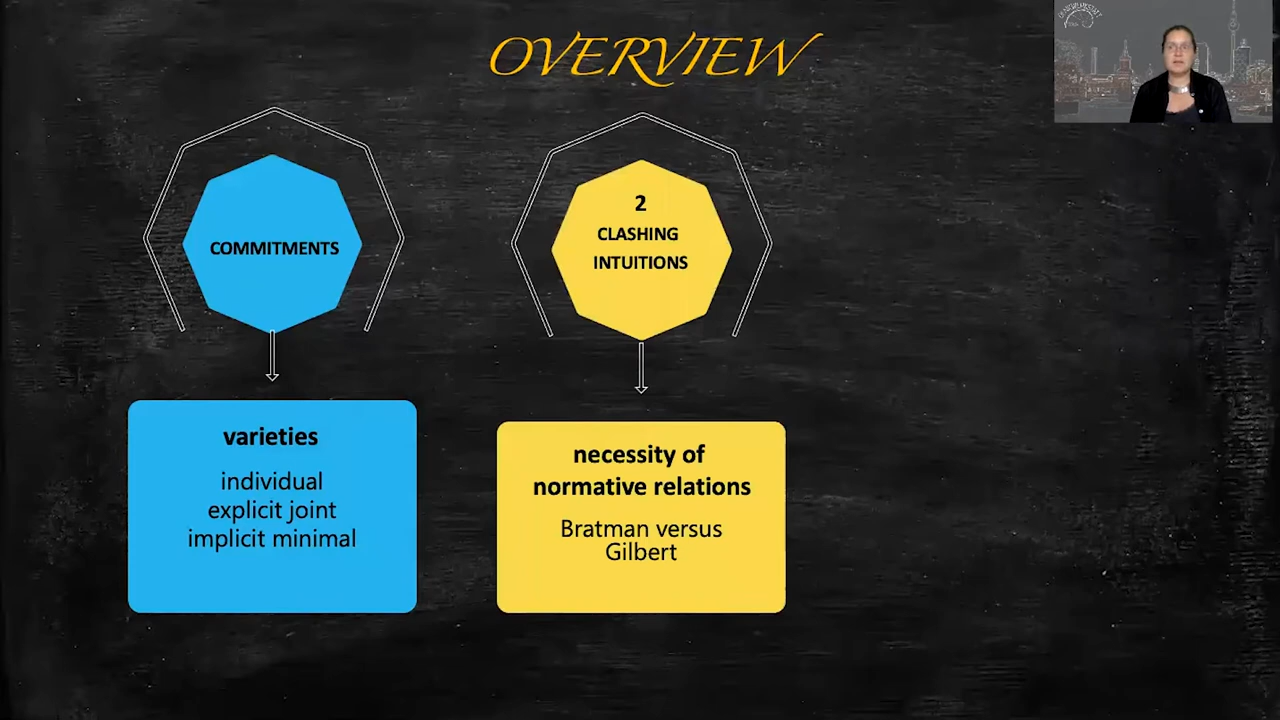 OVERVIEW
COMMITMENTS
varieties
individual
explicit joint
implicit minimal
2
CLASHING
INTUITIONS
necessity of
normative relations
Bratman versus
Gilbert